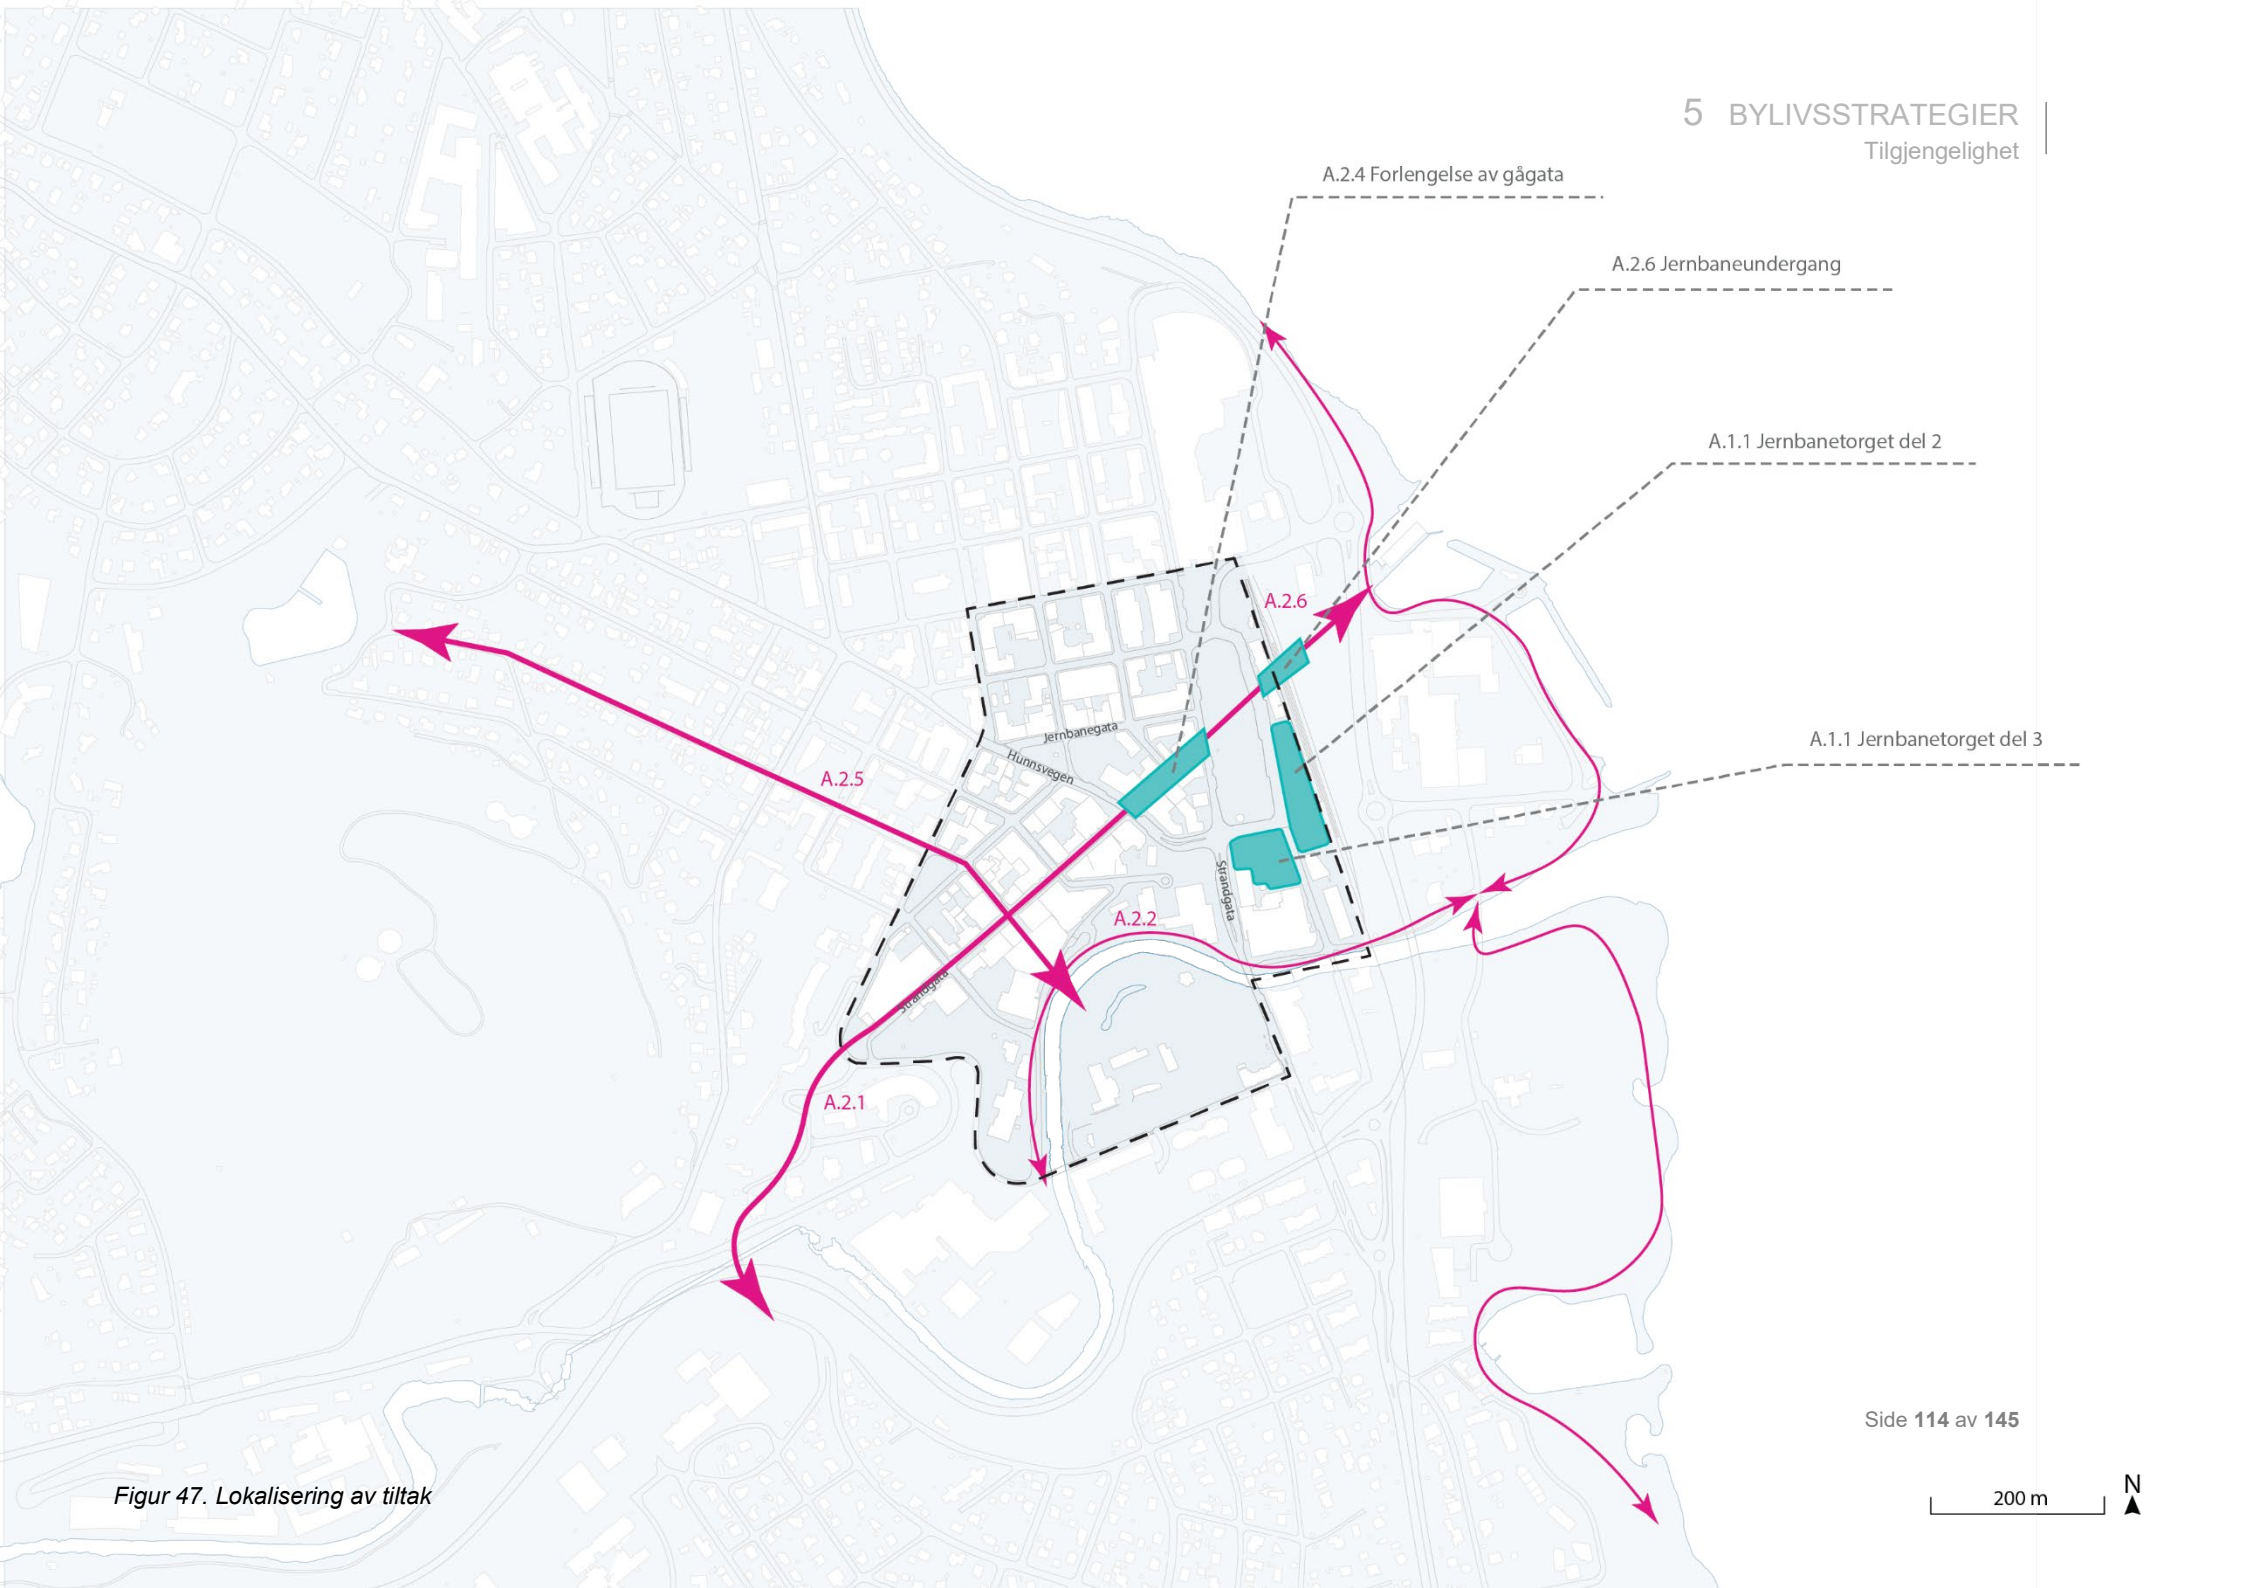 5 BYLIVSSTRATEGIER
Tilgjengelighet
A.2.4 Forlengelse av gågata
A.2.6 Jernbaneundergang
A.1.1 Jernbanetorget del 2
A.2.6
A.1.1 Jernbanetorget del 3
Jernbanegata
Hunnsvegen
A.2.5
Strandgata
A.2.2
Strandgata
A.2.1
Side 114 av 145
Figur 47. Lokalisering av tiltak
200 m
N